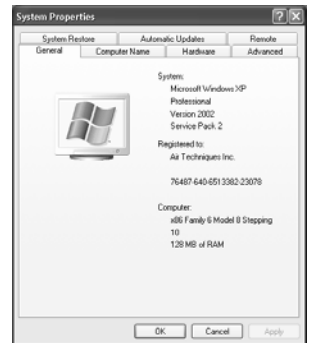 System Properties
System Restore Automatic Updates Remote
General Computer Name Hardware Advanced
System:
Microsoft Windows XP
Professional
Version 2002
Service Pack 2
Registered to:
Air Techniques Inc.
76487-640-6513382-23078
Computer:
x86 Family 6 Model 8 Stepping
10
128 MB of RAM
OK Cancel Apply